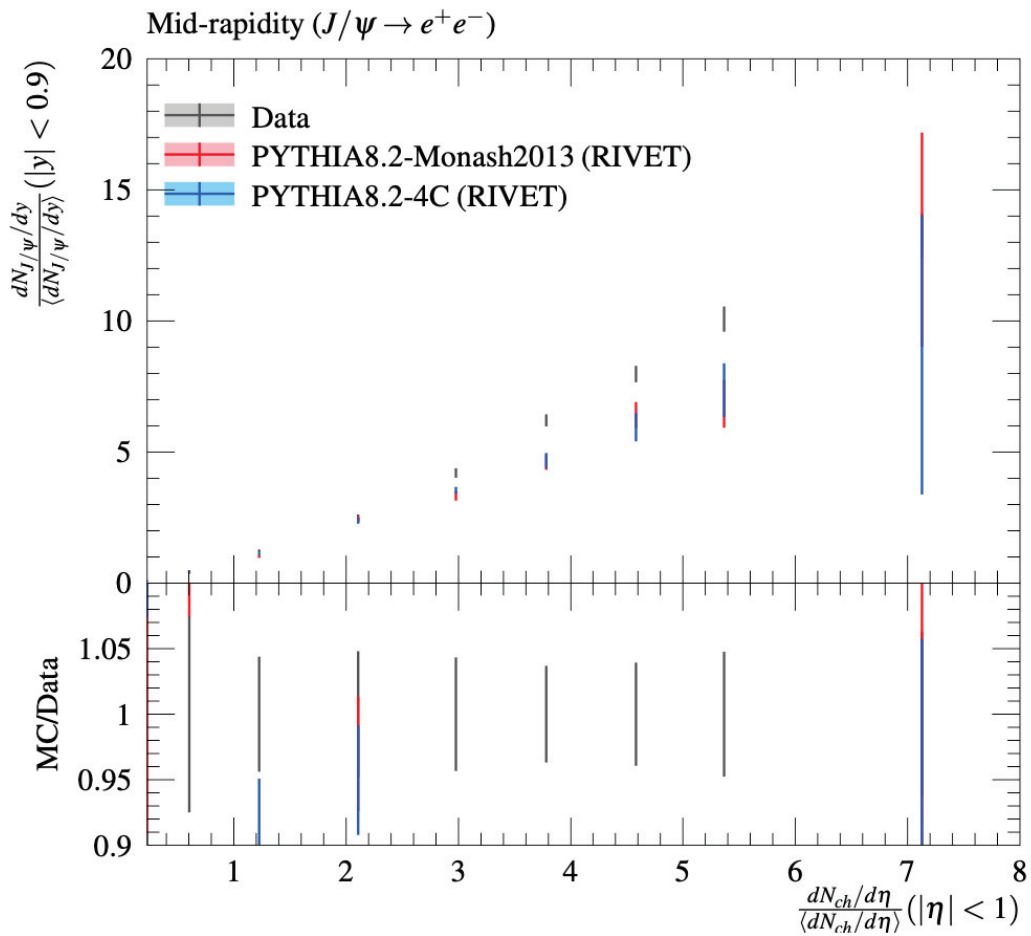 Mid-rapidity (J/ψ → e⁺e⁻)
dN_{J/ψ}/dy / ⟨dN_{J/ψ}/dy⟩ (|y| < 0.9)
20
15
10
5
0
Data
PYTHIA8.2-Monash2013 (RIVET)
PYTHIA8.2-4C (RIVET)
MC/Data
1.05
1
0.95
0.9
1 2 3 4 5 6 7 8
dN_{ch}/dη / ⟨dN_{ch}/dη⟩ (|η| < 1)